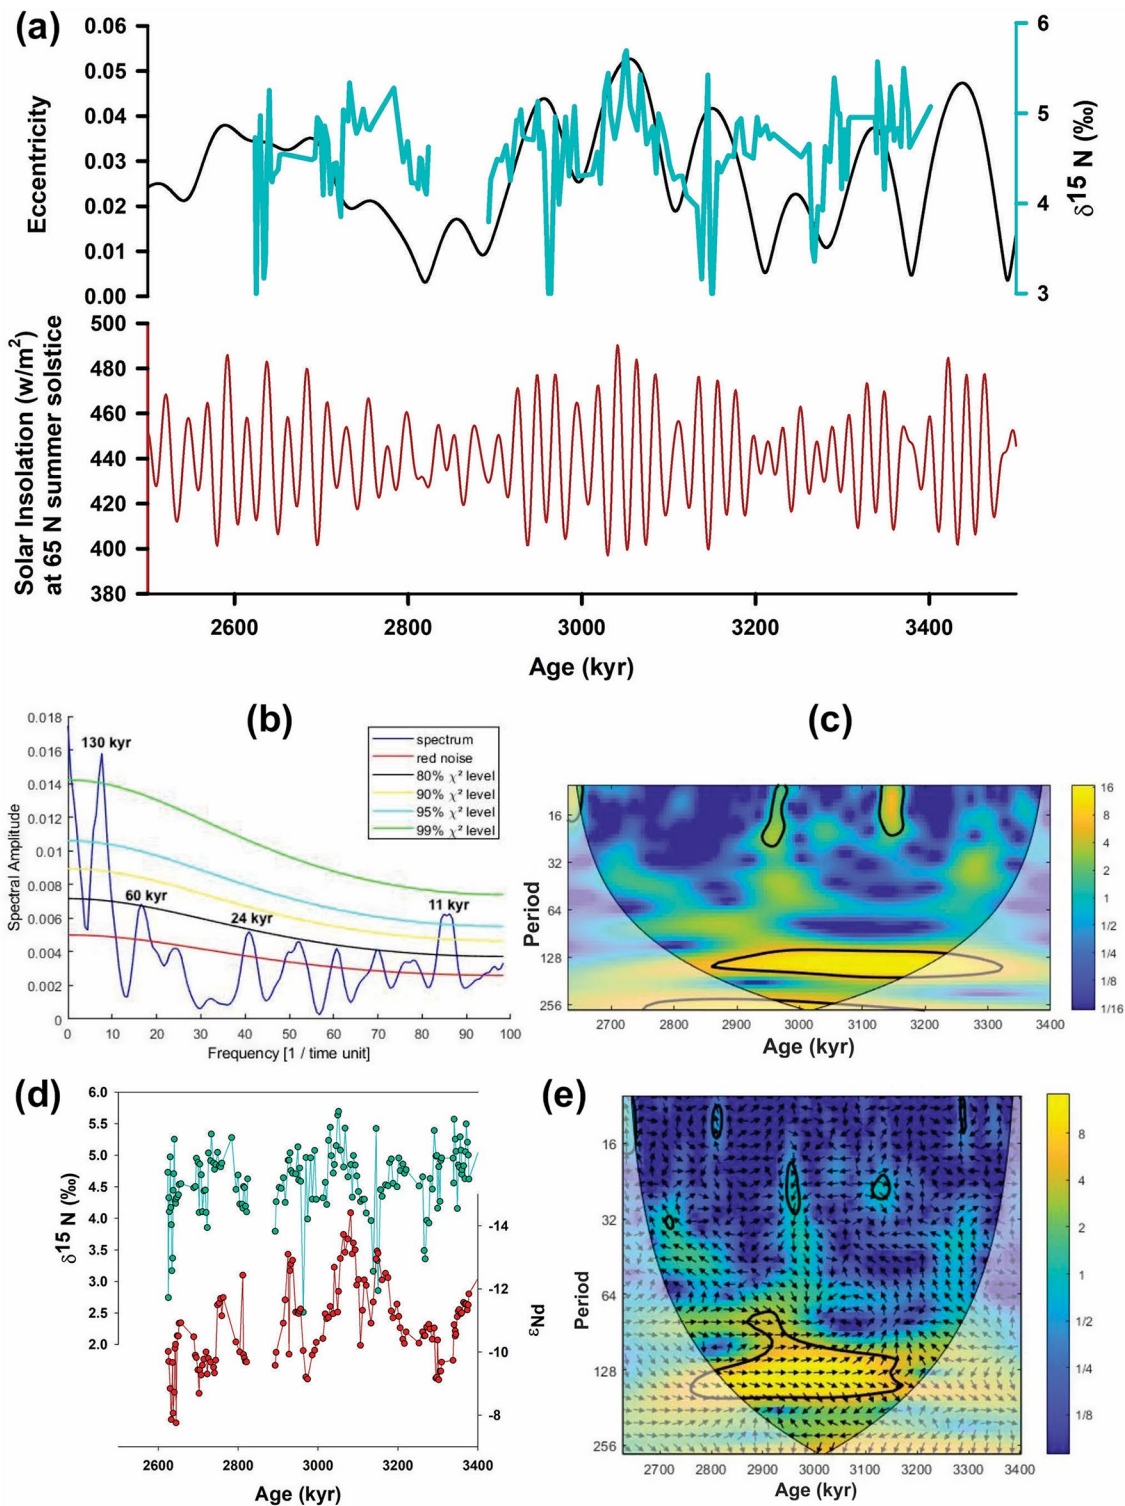 (a)
0.06
0.05
0.04
0.03
0.02
0.01
0.00
Eccentricity
6
5
4
3
δ15 N (‰)
500
480
460
440
420
400
380
Solar Insolation (w/m2)
at 65 N summer solstice
2600 2800 3000 3200 3400
Age (kyr)
(b)
0.018
0.016
0.014
0.012
0.01
0.008
0.006
0.004
0.002
0
Spectral Amplitude
130 kyr
60 kyr
24 kyr
11 kyr
spectrum
red noise
80% χ² level
90% χ² level
95% χ² level
99% χ² level
0 10 20 30 40 50 60 70 80 90 100
Frequency [1 / time unit]
(c)
16
32
64
128
256
Period
2700 2800 2900 3000 3100 3200 3300 3400
Age (kyr)
16
8
4
2
1
1/2
1/4
1/8
1/16
(d)
6.0
5.5
5.0
4.5
4.0
3.5
3.0
2.5
2.0
δ15 N (‰)
-14
-12
-10
-8
εNd
2600 2800 3000 3200 3400
Age (kyr)
(e)
16
32
64
128
256
Period
2700 2800 2900 3000 3100 3200 3300 3400
Age (kyr)
8
4
2
1
1/2
1/4
1/8